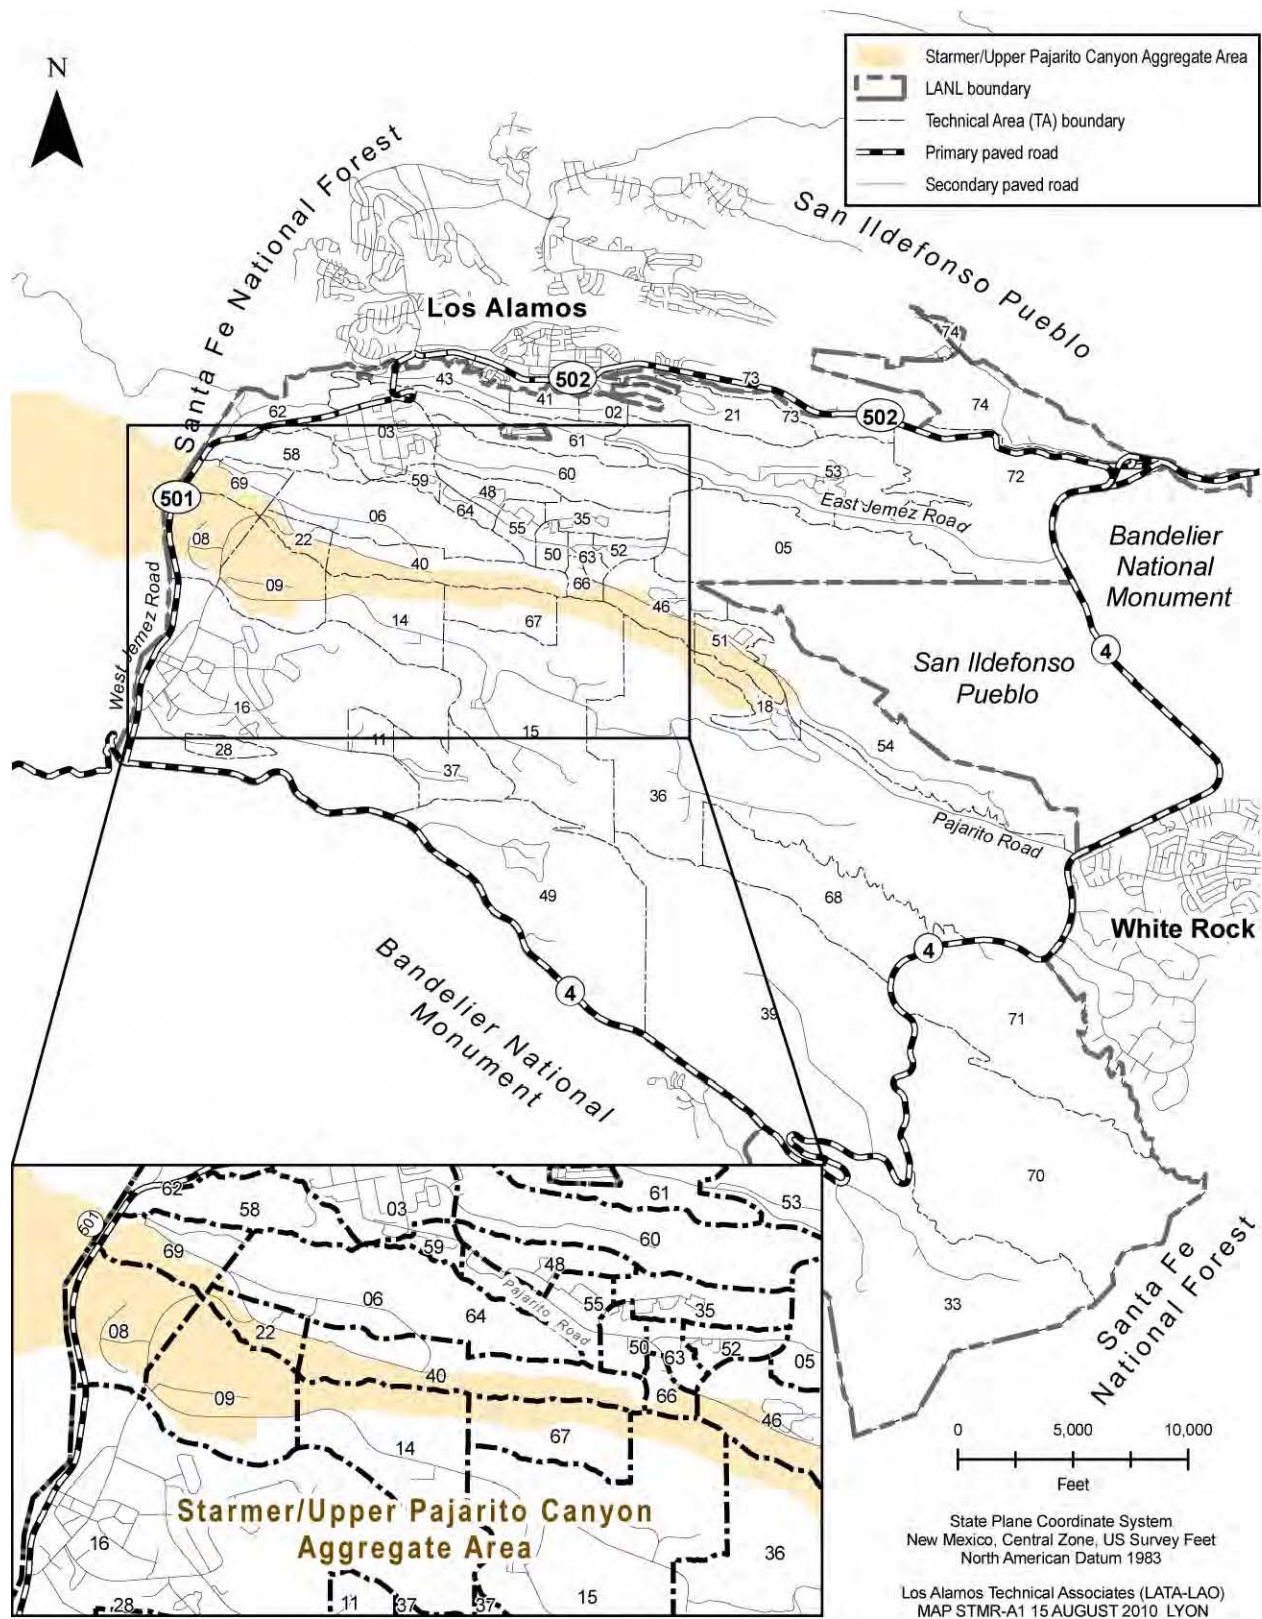 N
Starmer/Upper Pajarito Canyon Aggregate Area
LANL boundary
Technical Area (TA) boundary
Primary paved road
Secondary paved road
Santa Fe National Forest
San Ildefonso Pueblo
Los Alamos
74
502
43
73
41
02
21
73
502
74
62
03
61
58
53
72
60
59
69
48
501
64
East Jemez Road
06
55
35
Bandelier
National
Monument
08
22
50
63
52
05
40
66
09
46
West Jemez Road
14
67
51
4
San Ildefonso
Pueblo
16
18
15
11
28
54
37
36
Pajarito Road
49
68
White Rock
4
Bandelier National
Monument
4
39
71
70
33
Santa Fe
National Forest
62
61
53
58
03
501
59
60
69
48
Pajarito Road
06
55
35
64
08
22
50
52
63
05
40
66
09
46
67
14
Starmer/Upper Pajarito Canyon
Aggregate Area
16
36
15
28
11
37
37
0 5,000 10,000
Feet
State Plane Coordinate System
New Mexico, Central Zone, US Survey Feet
North American Datum 1983
Los Alamos Technical Associates (LATA-LAO)
MAP STMR-A1 15 AUGUST 2010 LYON